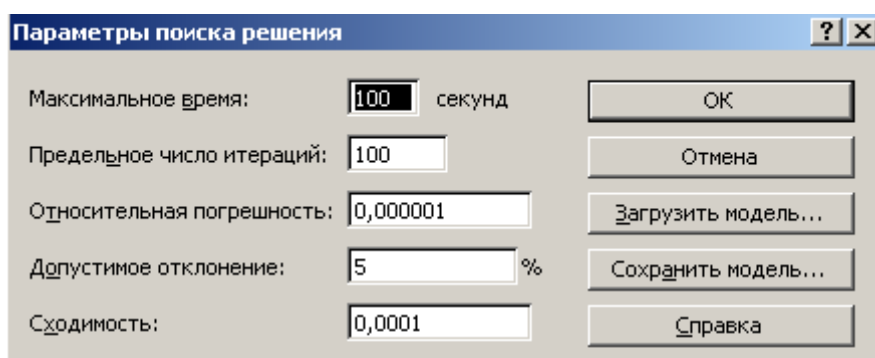 Параметры поиска решения ? ×
Максимальное время: 100 секунд OK
Предельное число итераций: 100 Отмена
Относительная погрешность: 0,000001 Загрузить модель...
Допустимое отклонение: 5 % Сохранить модель...
Сходимость: 0,0001 Справка